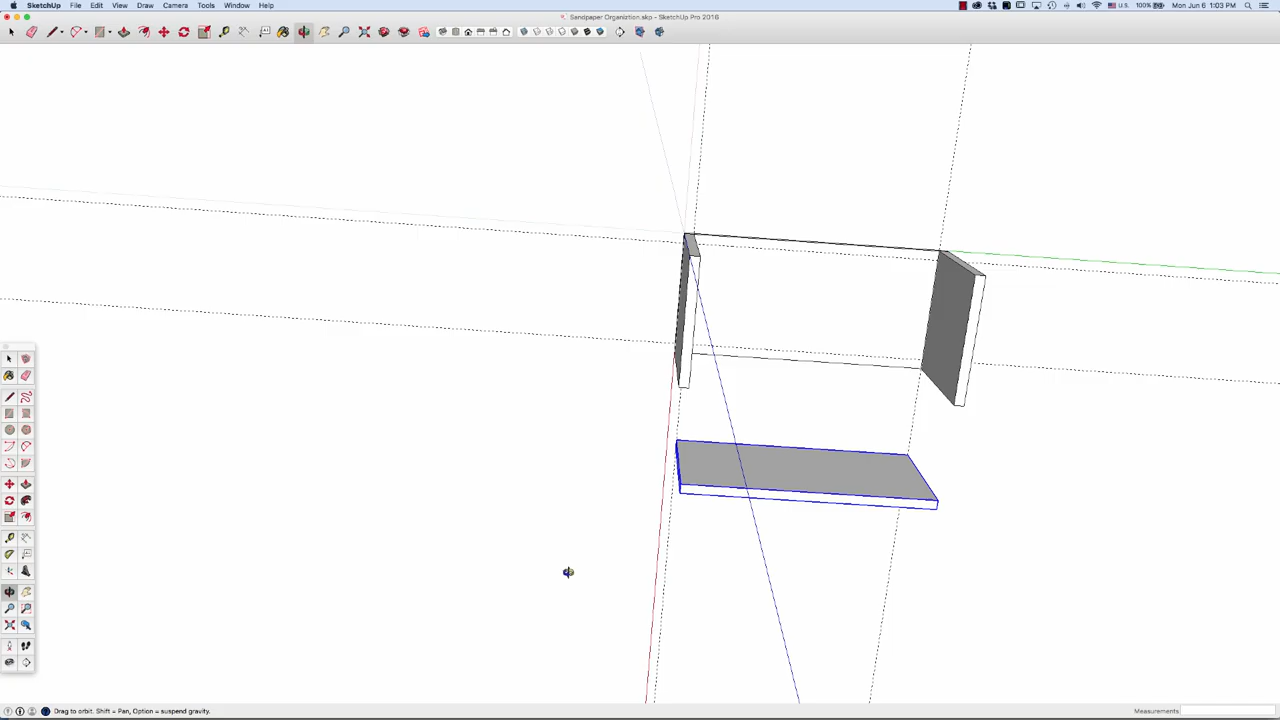 SketchUp File Edit View Draw Camera Tools Window Help U.S. 100% Mon Jun 6 1:03 PM
Sandpaper Organiztion.skp - SketchUp Pro 2016
Drag to orbit. Shift = Pan, Option = suspend gravity.
Measurements